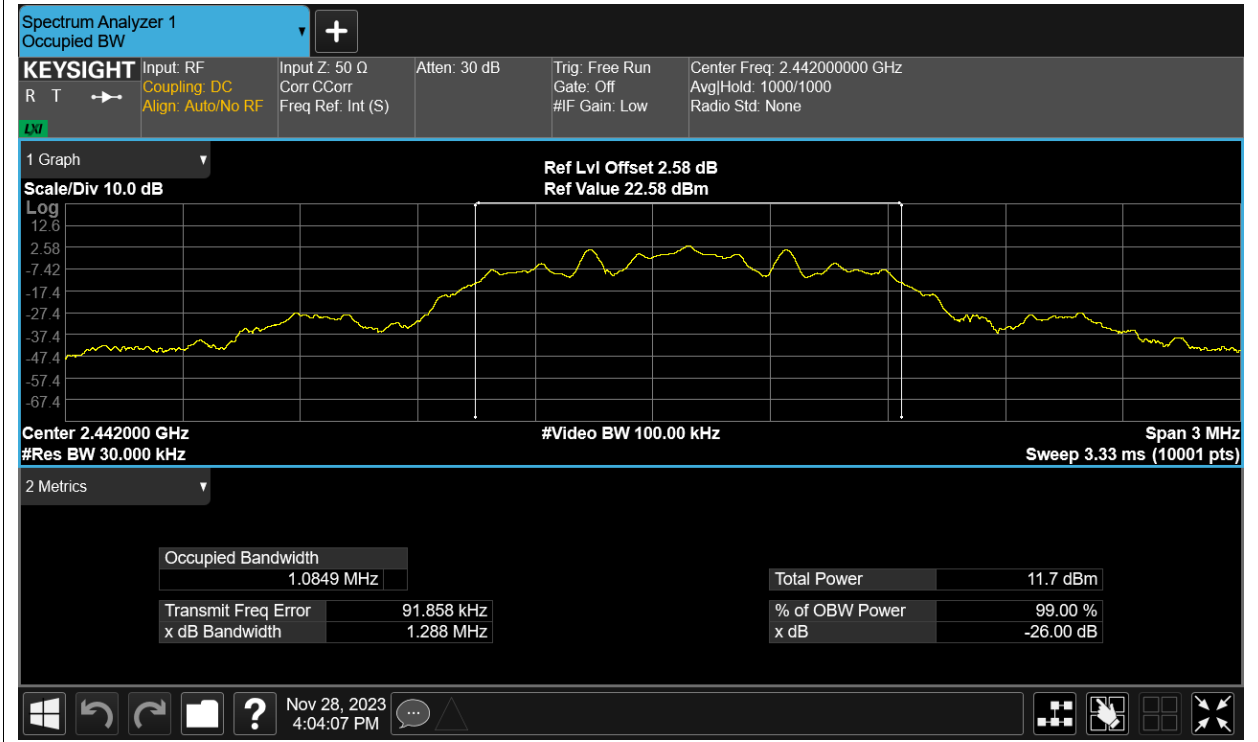 Spectrum Analyzer 1
Occupied BW
KEYSIGHT
R T
LXI
Input: RF
Coupling: DC
Align: Auto/No RF
Input Z: 50 Ω
Corr CCorr
Freq Ref: Int (S)
Atten: 30 dB
Trig: Free Run
Gate: Off
#IF Gain: Low
Center Freq: 2.442000000 GHz
Avg|Hold: 1000/1000
Radio Std: None
1 Graph
Scale/Div 10.0 dB
Ref Lvl Offset 2.58 dB
Ref Value 22.58 dBm
Log
12.6
2.58
-7.42
-17.4
-27.4
-37.4
-47.4
-57.4
-67.4
Center 2.442000 GHz
#Video BW 100.00 kHz
Span 3 MHz
#Res BW 30.000 kHz
Sweep 3.33 ms (10001 pts)
2 Metrics
Occupied Bandwidth
1.0849 MHz
Total Power 11.7 dBm
Transmit Freq Error 91.858 kHz
% of OBW Power 99.00 %
x dB Bandwidth 1.288 MHz
x dB -26.00 dB
?
Nov 28, 2023
4:04:07 PM